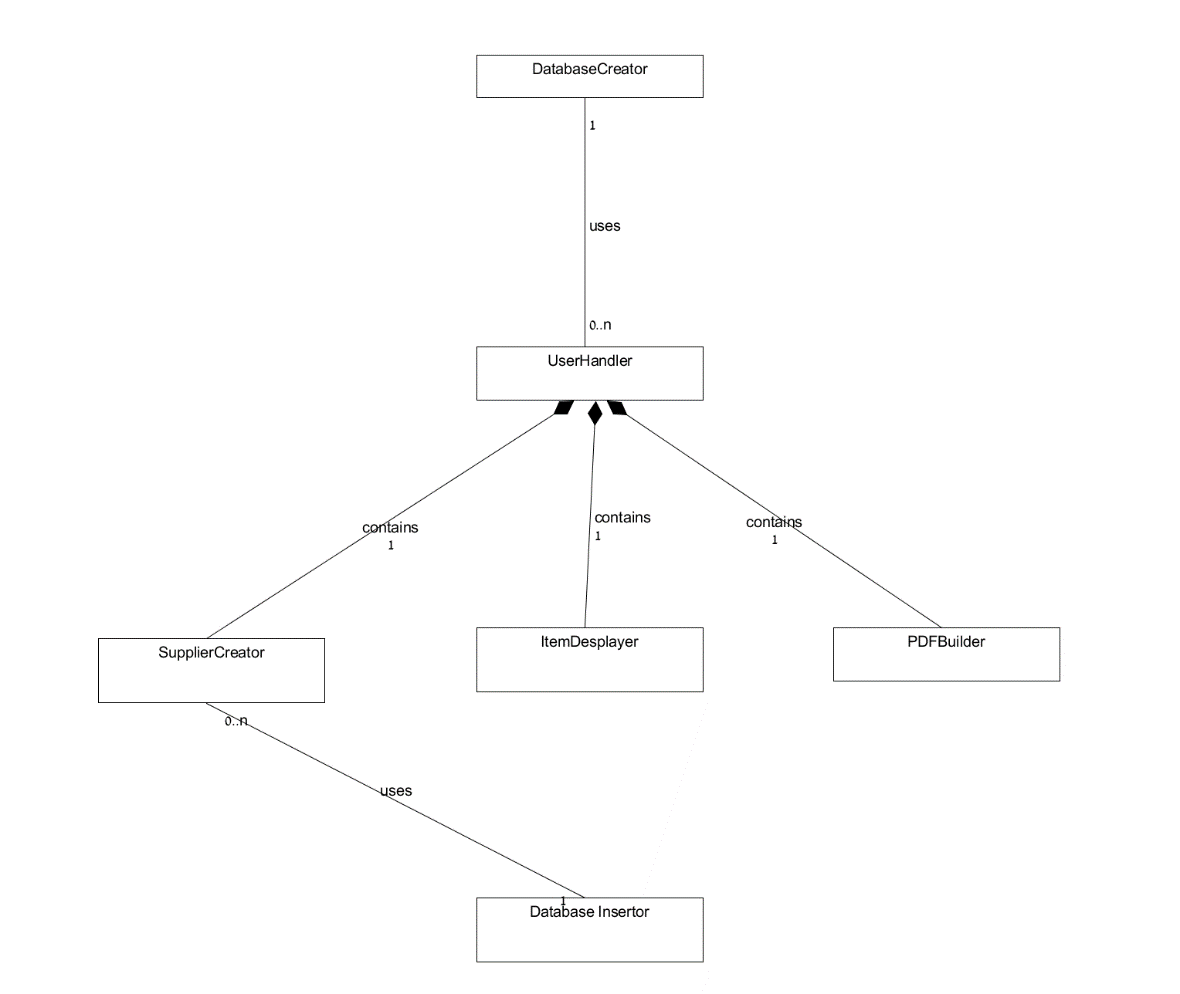 DatabaseCreator
1
uses
0..n
UserHandler
contains
1
contains
1
contains
1
SupplierCreator
ItemDesplayer
PDFBuilder
0..n
uses
1
Database Insertor